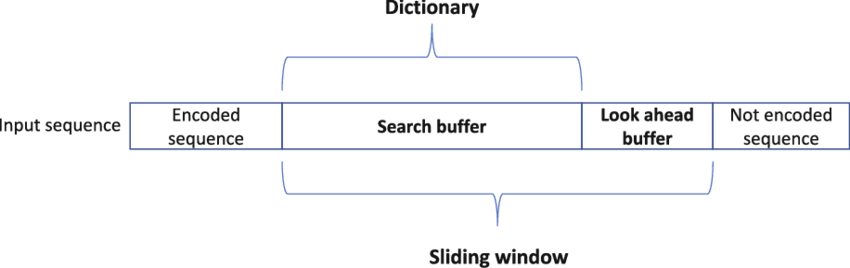 Dictionary
Input sequence
Encoded
sequence
Search buffer
Look ahead
buffer
Not encoded
sequence
Sliding window